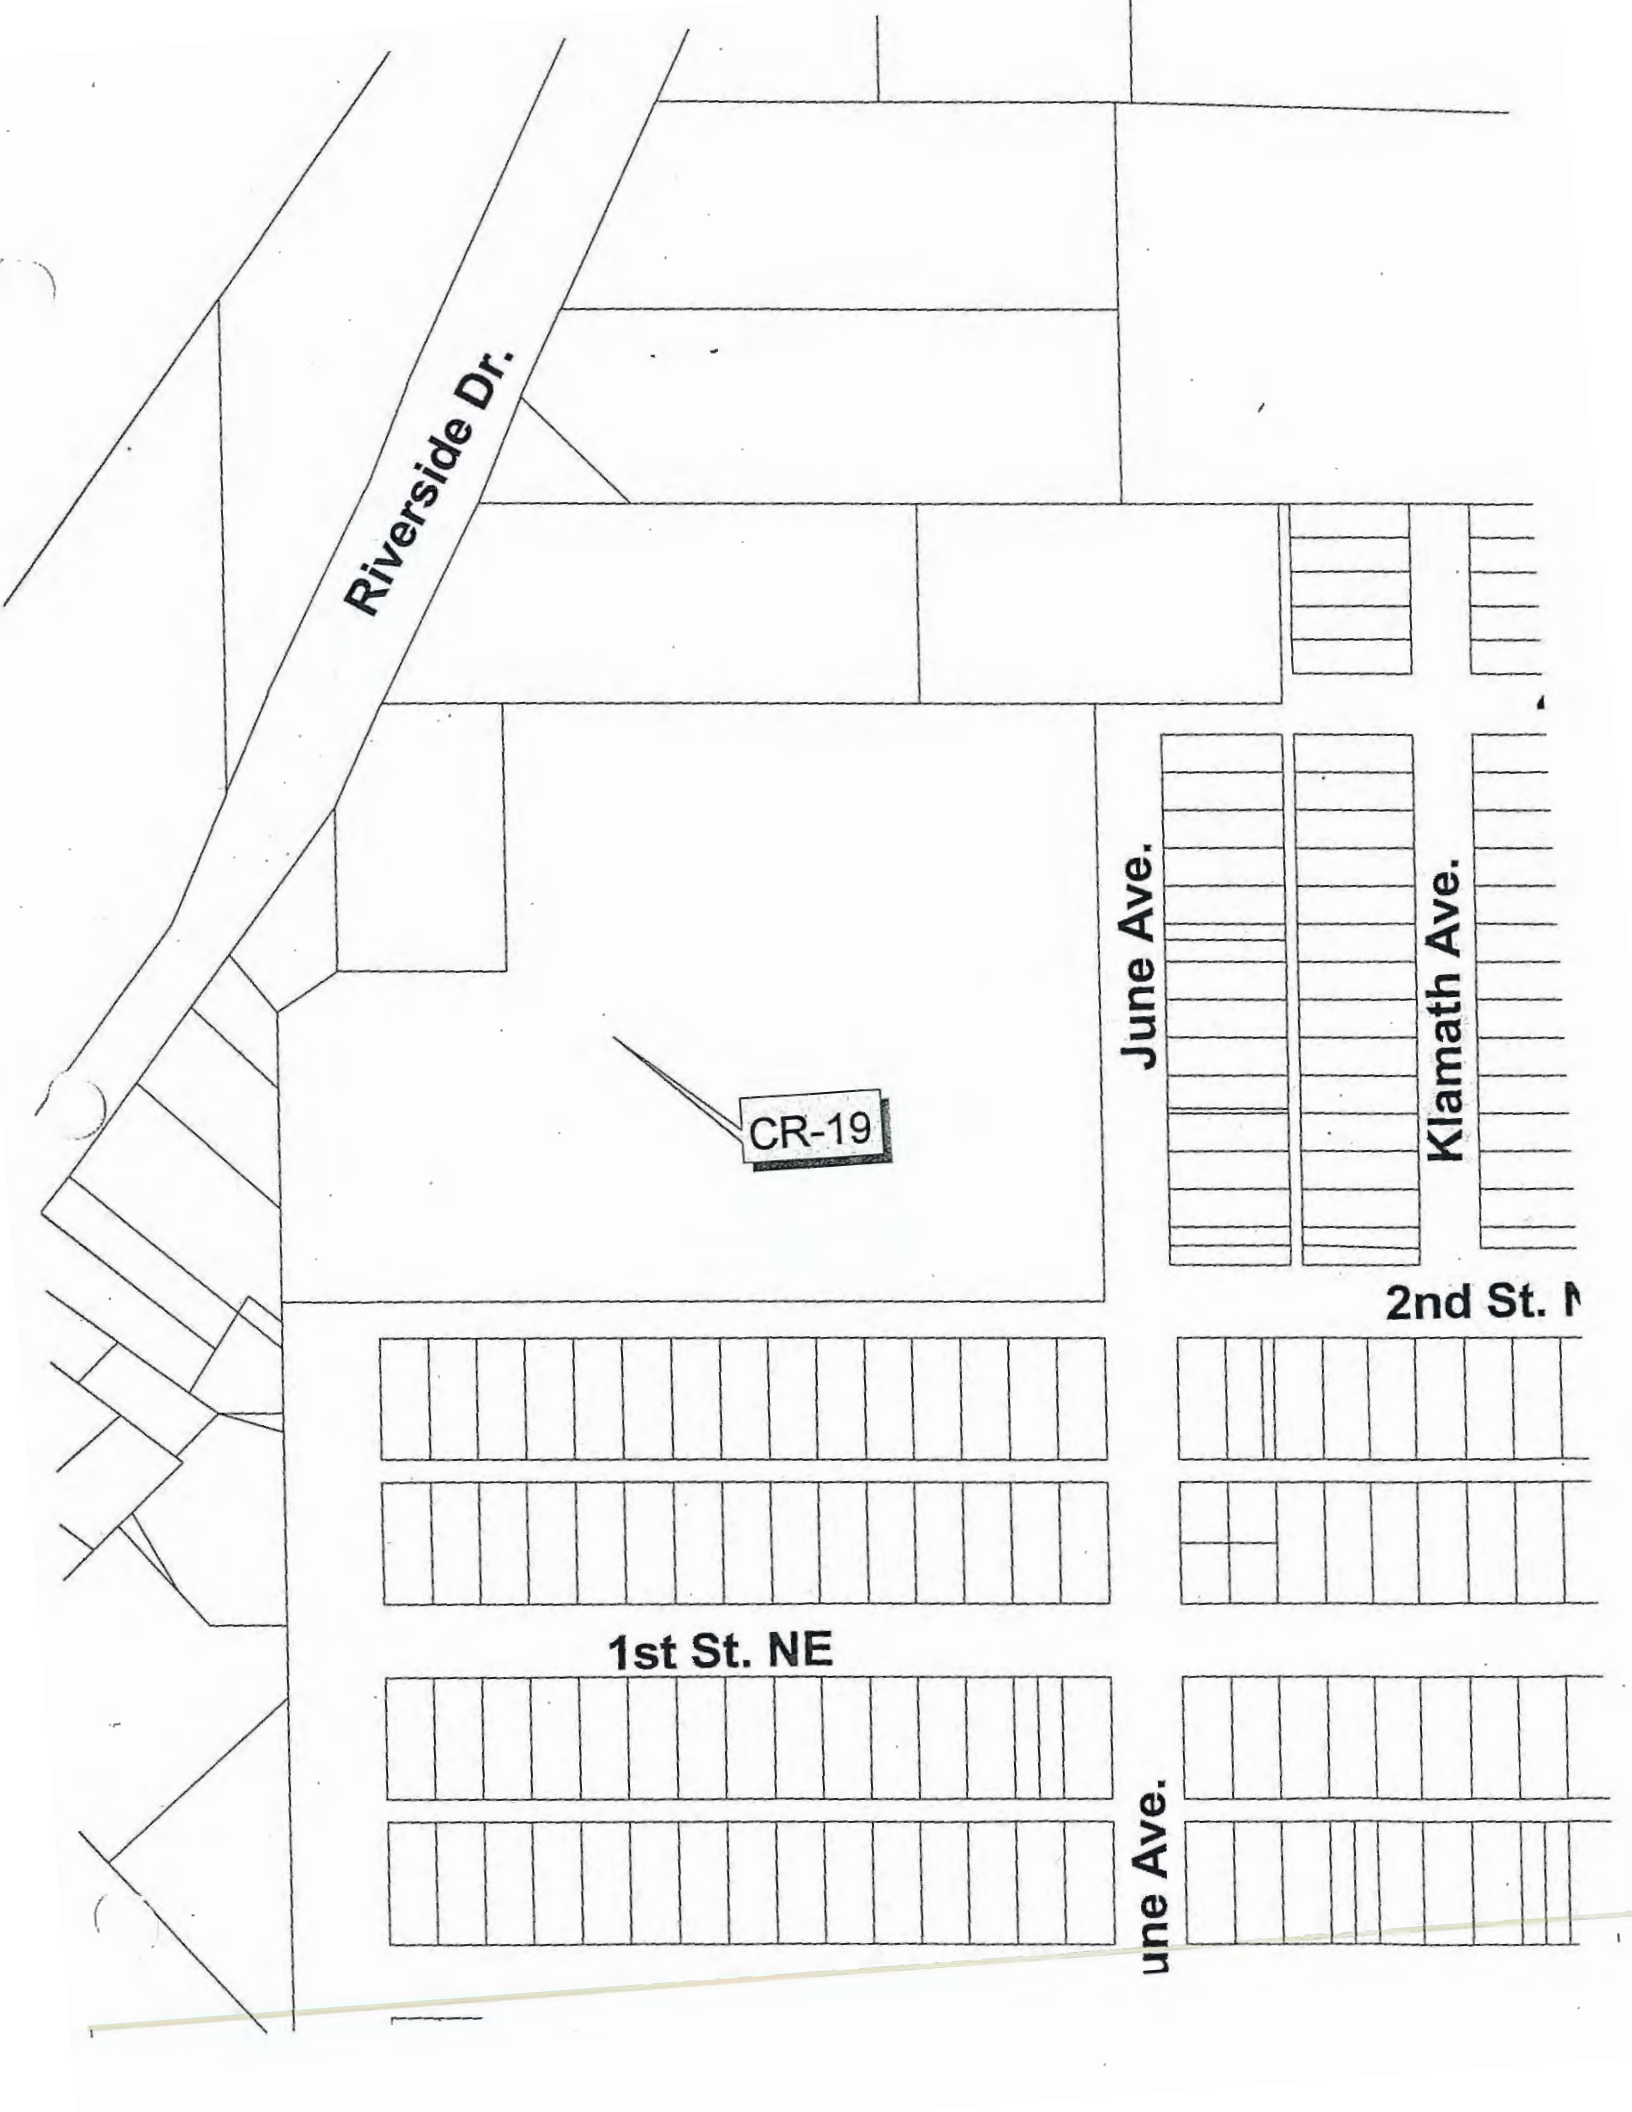 Riverside Dr.
June Ave.
Klamath Ave.
CR-19
2nd St. N
1st St. NE
une Ave.